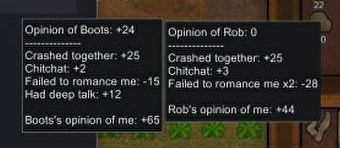 Opinion of Boots: +24
--------------
Crashed together: +25
Chitchat: +2
Failed to romance me: -15
Had deep talk: +12
Boots's opinion of me: +65
Opinion of Rob: 0
--------------
Crashed together: +25
Chitchat: +3
Failed to romance me x2: -28
Rob's opinion of me: +44
22
0